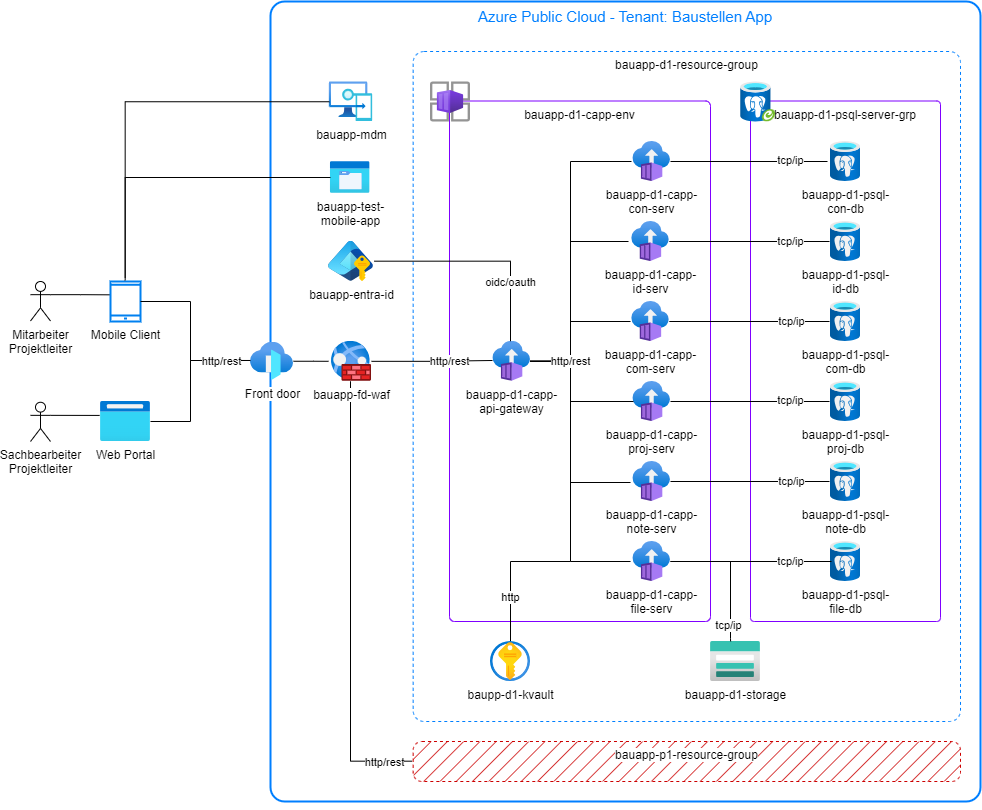 Azure Public Cloud - Tenant: Baustellen App
bauapp-d1-resource-group
bauapp-mdm
bauapp-d1-capp-env
bauapp-d1-psql-server-grp
bauapp-test-
mobile-app
bauapp-entra-id
oidc/oauth
Mitarbeiter
Projektleiter
Mobile Client
Sachbearbeiter
Projektleiter
Web Portal
http/rest
Front door
bauapp-fd-waf
http/rest
bauapp-d1-capp-
api-gateway
http/rest
bauapp-d1-capp-
con-serv
tcp/ip
bauapp-d1-psql-
con-db
bauapp-d1-capp-
id-serv
tcp/ip
bauapp-d1-psql-
id-db
bauapp-d1-capp-
com-serv
tcp/ip
bauapp-d1-psql-
com-db
bauapp-d1-capp-
proj-serv
tcp/ip
bauapp-d1-psql-
proj-db
bauapp-d1-capp-
note-serv
tcp/ip
bauapp-d1-psql-
note-db
bauapp-d1-capp-
file-serv
tcp/ip
bauapp-d1-psql-
file-db
http
tcp/ip
baupp-d1-kvault
bauapp-d1-storage
http/rest
bauapp-p1-resource-group